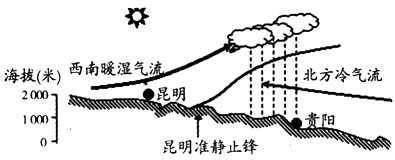 西南暖湿气流
海拔(米)
昆明
北方冷气流
2 000
1 000
0
贵阳
昆明准静止锋